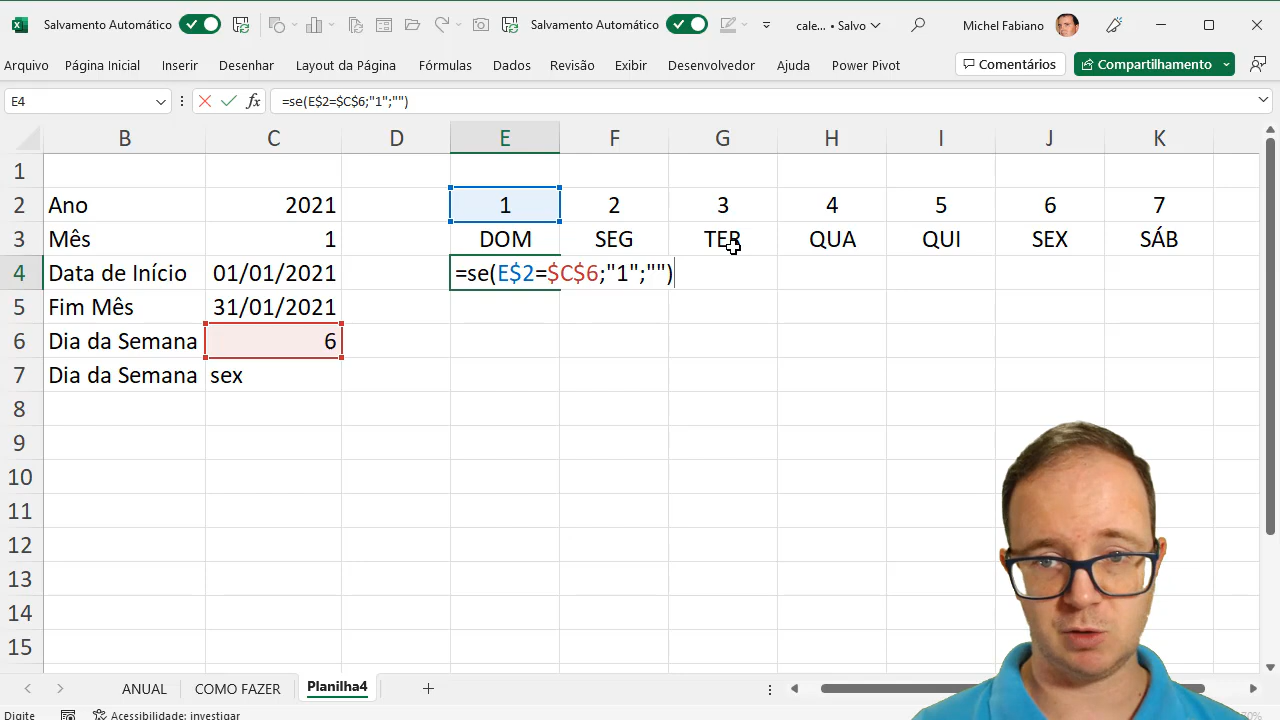 Salvamento Automático Salvamento Automático cale... • Salvo Michel Fabiano
Arquivo Página Inicial Inserir Desenhar Layout da Página Fórmulas Dados Revisão Exibir Desenvolvedor Ajuda Power Pivot Comentários Compartilhamento
E4 fx =se(E$2=$C$6;"1";"")
B C D E F G H I J K
1
2 Ano 2021 1 2 3 4 5 6 7
3 Mês 1 DOM SEG TER QUA QUI SEX SÁB
4 Data de Início 01/01/2021 =se(E$2=$C$6;"1";"")
5 Fim Mês 31/01/2021
6 Dia da Semana 6
7 Dia da Semana sex
8
9
10
11
12
13
14
15
ANUAL COMO FAZER Planilha4
Digite Acessibilidade: investigar